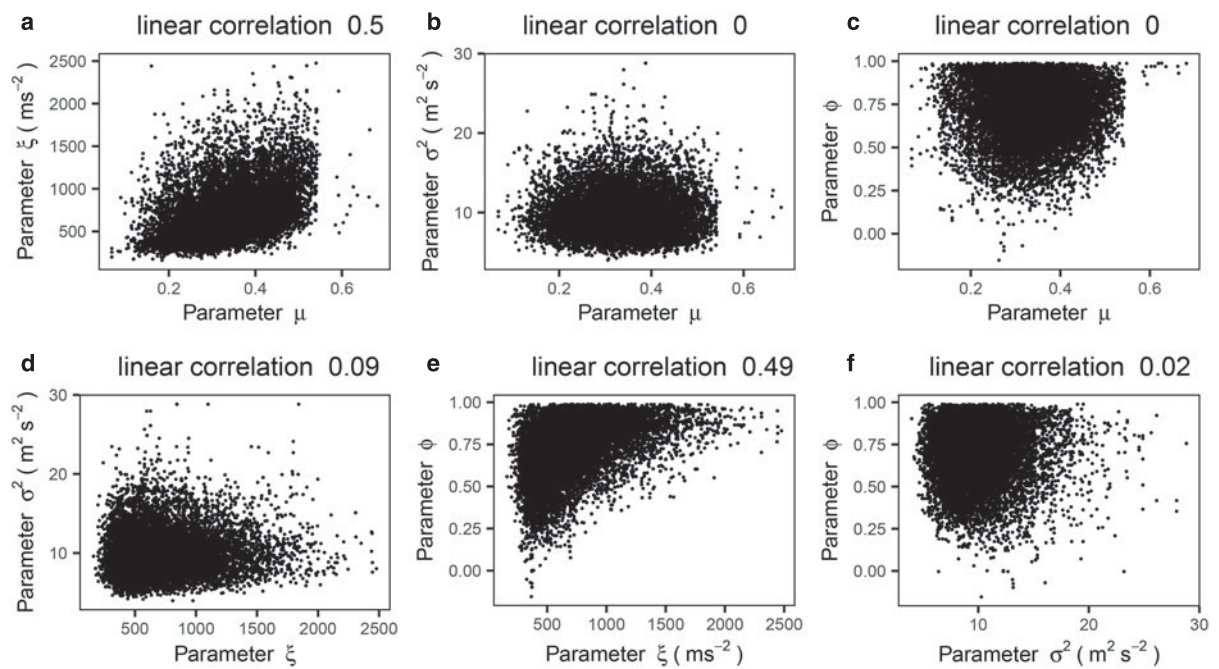 a linear correlation 0.5
Parameter ξ ( ms⁻² )
2500
2000
1500
1000
500
0.2 0.4 0.6
Parameter μ
b linear correlation 0
Parameter σ² ( m² s⁻² )
30
20
10
0.2 0.4 0.6
Parameter μ
c linear correlation 0
Parameter ϕ
1.00
0.75
0.50
0.25
0.00
0.2 0.4 0.6
Parameter μ
d linear correlation 0.09
Parameter σ² ( m² s⁻² )
30
20
10
500 1000 1500 2000 2500
Parameter ξ
e linear correlation 0.49
Parameter ϕ
1.00
0.75
0.50
0.25
0.00
500 1000 1500 2000 2500
Parameter ξ ( ms⁻² )
f linear correlation 0.02
Parameter ϕ
1.00
0.75
0.50
0.25
0.00
10 20 30
Parameter σ² ( m² s⁻² )